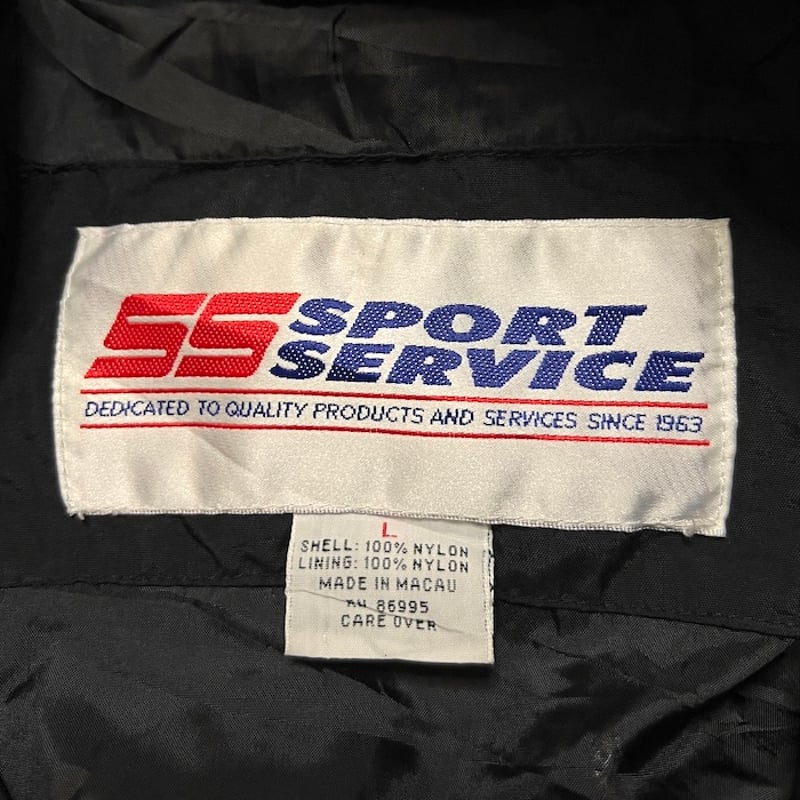 SS SPORT
SERVICE
DEDICATED TO QUALITY PRODUCTS AND SERVICES SINCE 1963
L
SHELL: 100% NYLON
LINING: 100% NYLON
MADE IN MACAU
86995
CARE OVER